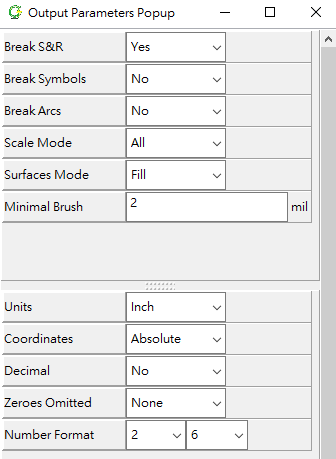 Output Parameters Popup
Break S&R Yes
Break Symbols No
Break Arcs No
Scale Mode All
Surfaces Mode Fill
Minimal Brush 2 mil
Units Inch
Coordinates Absolute
Decimal No
Zeroes Omitted None
Number Format 2 6